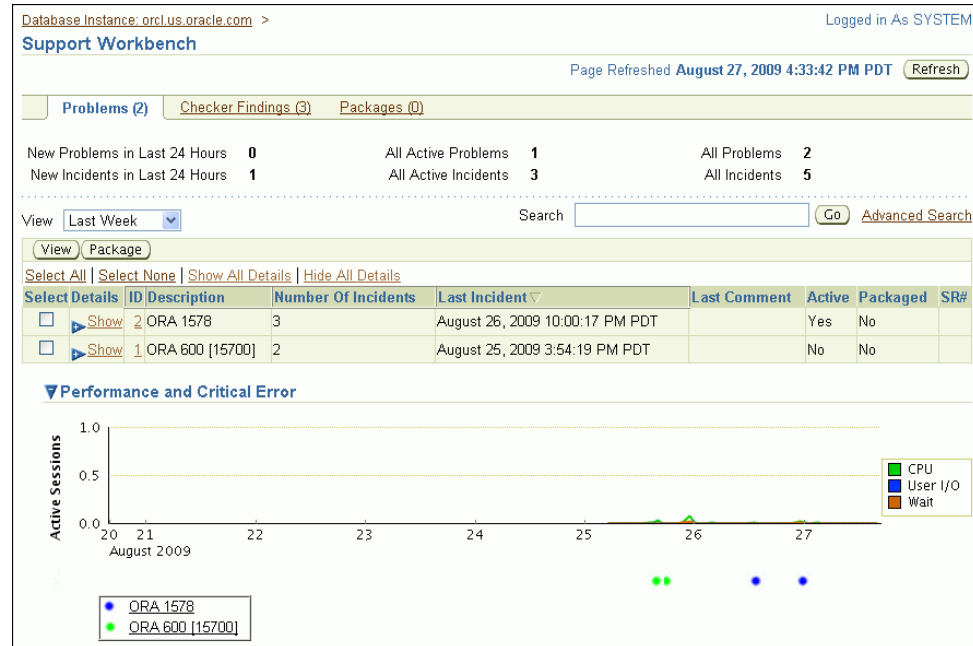 Database Instance: orcl.us.oracle.com >
Logged in As SYSTEM
Support Workbench
Page Refreshed August 27, 2009 4:33:42 PM PDT Refresh
Problems (2) Checker Findings (3) Packages (0)
New Problems in Last 24 Hours 0 All Active Problems 1 All Problems 2
New Incidents in Last 24 Hours 1 All Active Incidents 3 All Incidents 5
View Last Week Search Go Advanced Search
View Package
Select All | Select None | Show All Details | Hide All Details
Select Details ID Description Number Of Incidents Last Incident Last Comment Active Packaged SR#
Show 2 ORA 1578 3 August 26, 2009 10:00:17 PM PDT Yes No
Show 1 ORA 600 [15700] 2 August 25, 2009 3:54:19 PM PDT No No
Performance and Critical Error
Active Sessions
1.0
0.5
0.0
20 21 22 23 24 25 26 27
August 2009
CPU
User I/O
Wait
ORA 1578
ORA 600 [15700]